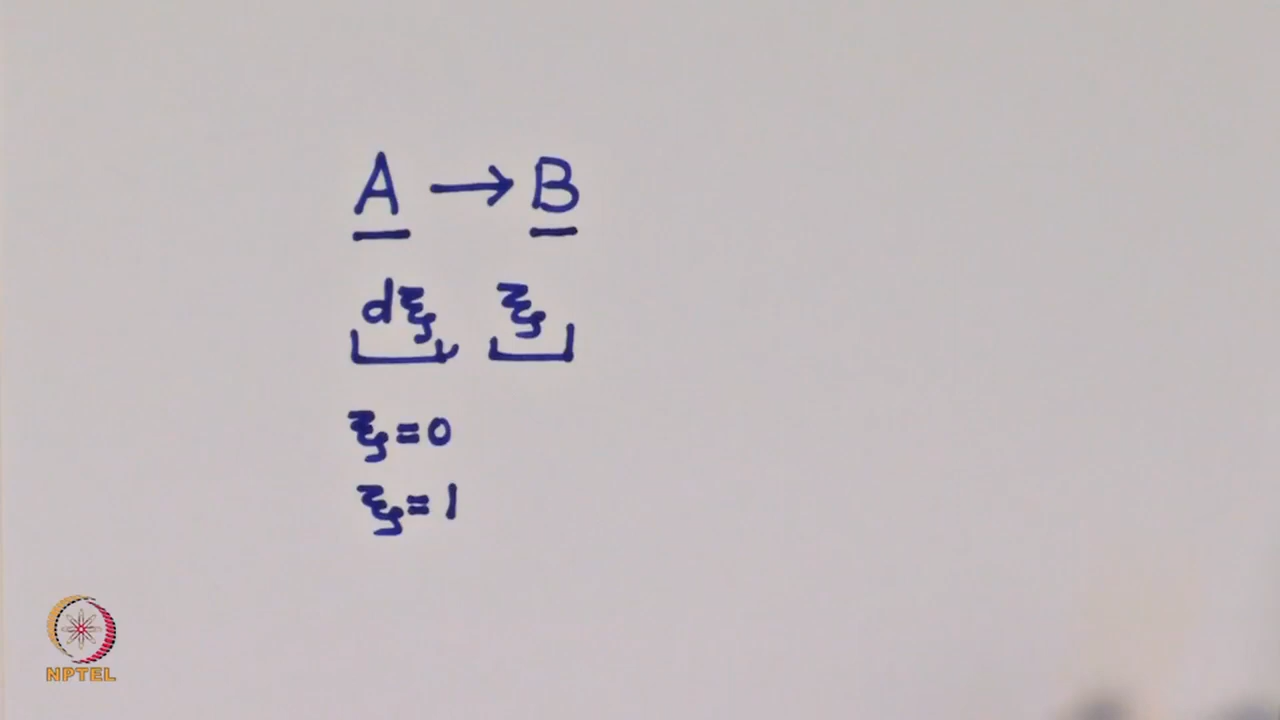 A → B
dξ ξ
ξ = 0
ξ = 1
NPTEL